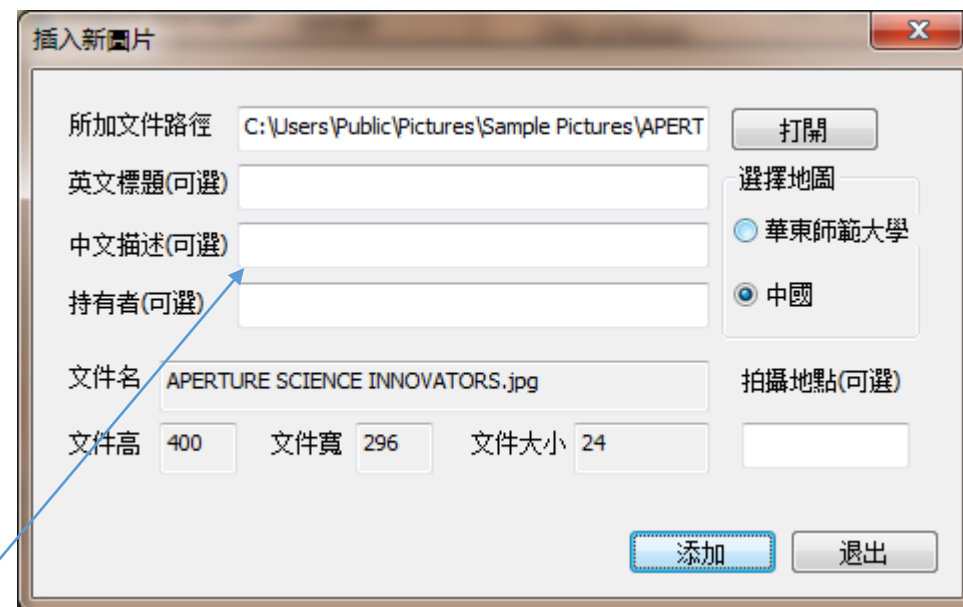 插入新圖片
所加文件路徑 C:\Users\Public\Pictures\Sample Pictures\APERT 打開
英文標題(可選) 選擇地圖
中文描述(可選) 華東師範大學
持有者(可選) 中國
文件名 APERTURE SCIENCE INNOVATORS.jpg 拍攝地點(可選)
文件高 400 文件寬 296 文件大小 24
添加 退出